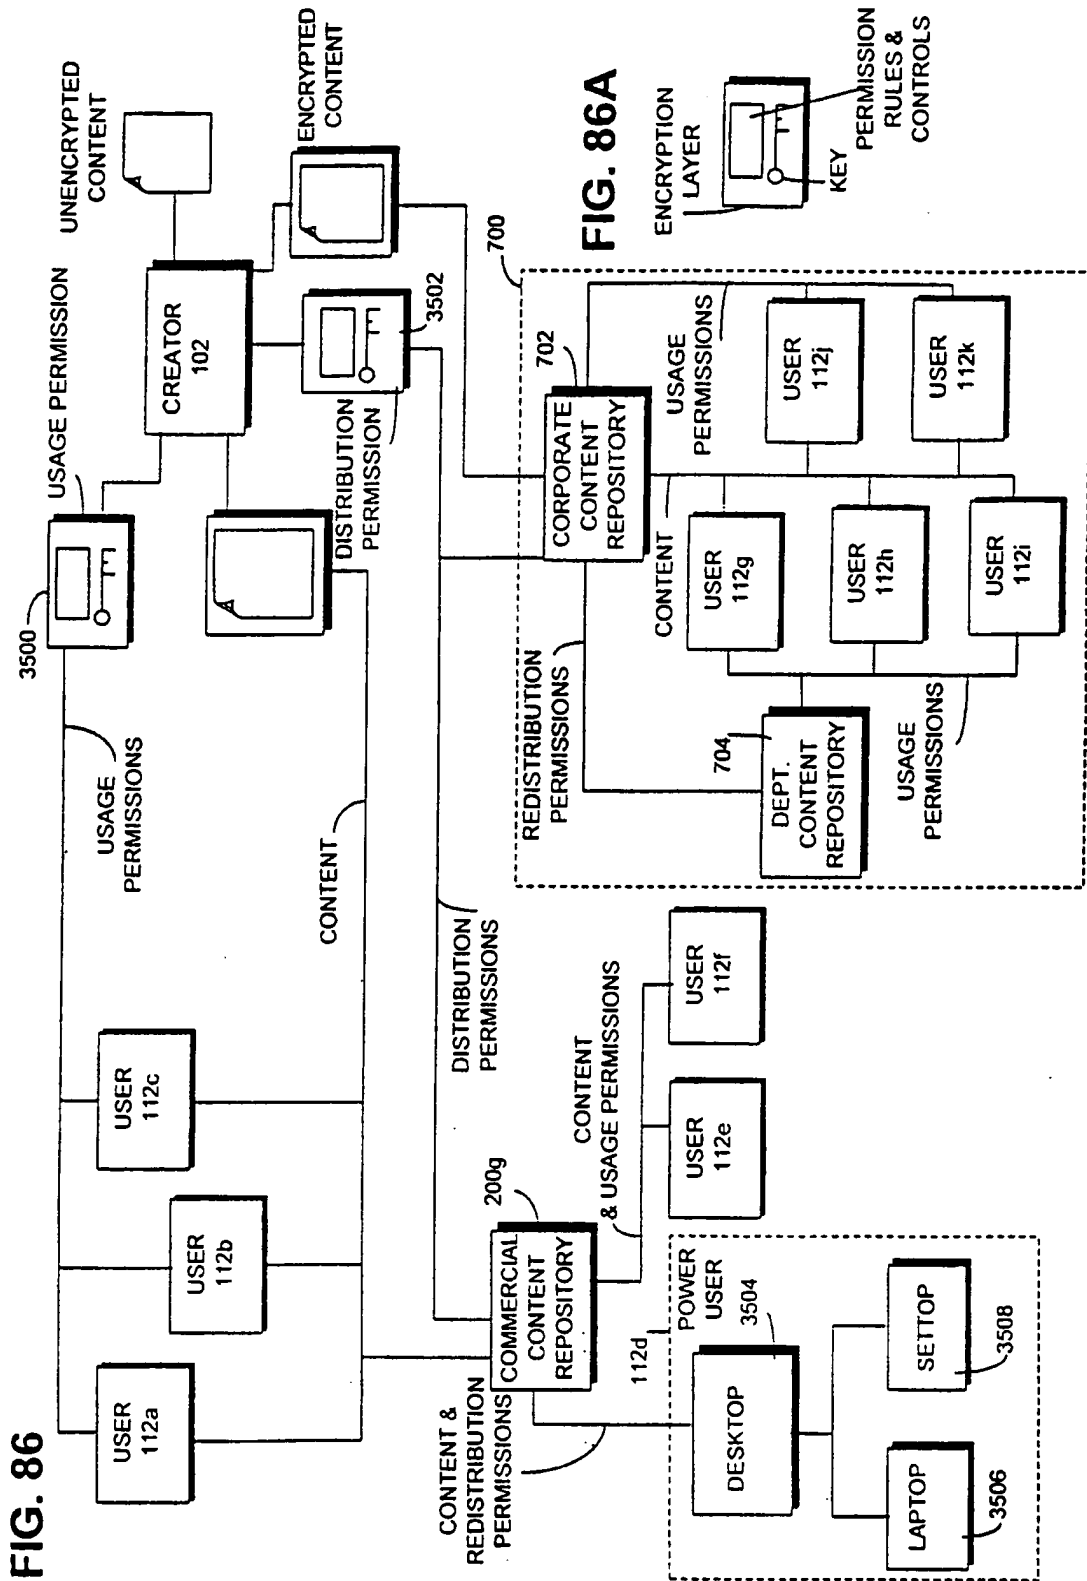 FIG. 86
USER
112a
USER
112b
USER
112c
USAGE
PERMISSIONS
3500
USAGE PERMISSION
CREATOR
102
UNENCRYPTED
CONTENT
CONTENT
DISTRIBUTION
PERMISSION
3502
ENCRYPTED
CONTENT
DISTRIBUTION
PERMISSIONS
COMMERCIAL
CONTENT
REPOSITORY
200g
CONTENT &
REDISTRIBUTION
PERMISSIONS
CONTENT
& USAGE PERMISSIONS
USER
112e
USER
112f
112d
POWER
USER
DESKTOP
3504
LAPTOP
3506
SETTOP
3508
700
CORPORATE
CONTENT
REPOSITORY
702
REDISTRIBUTION
PERMISSIONS
CONTENT
USAGE
PERMISSIONS
704
DEPT.
CONTENT
REPOSITORY
USER
112g
USER
112h
USER
112i
USER
112j
USER
112k
USAGE
PERMISSIONS
FIG. 86A
ENCRYPTION
LAYER
KEY
PERMISSION
RULES &
CONTROLS